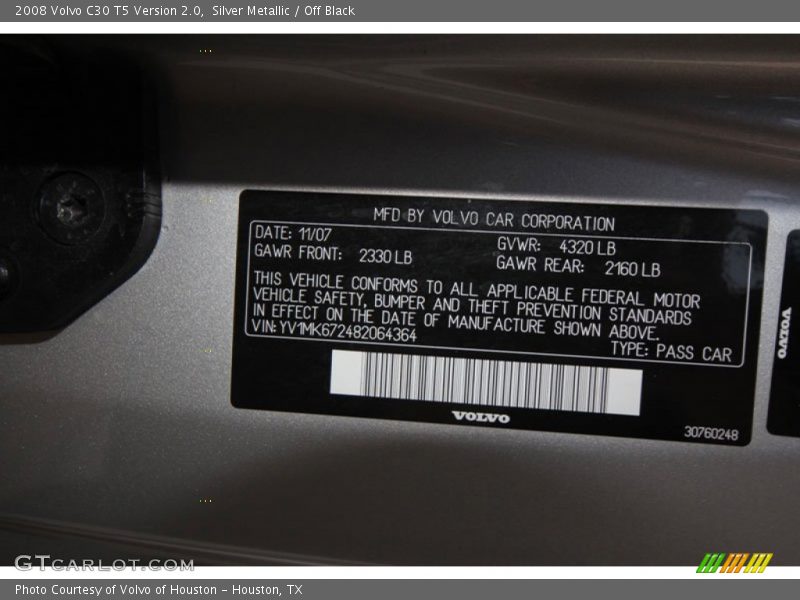 2008 Volvo C30 T5 Version 2.0, Silver Metallic / Off Black
MFD BY VOLVO CAR CORPORATION
DATE: 11/07 GVWR: 4320 LB
GAWR FRONT: 2330 LB GAWR REAR: 2160 LB
THIS VEHICLE CONFORMS TO ALL APPLICABLE FEDERAL MOTOR
VEHICLE SAFETY, BUMPER AND THEFT PREVENTION STANDARDS
IN EFFECT ON THE DATE OF MANUFACTURE SHOWN ABOVE.
VIN: YV1MK672482064364
TYPE: PASS CAR
VOLVO
30760248
VOLVO
GTCARLOT.COM
Photo Courtesy of Volvo of Houston - Houston, TX